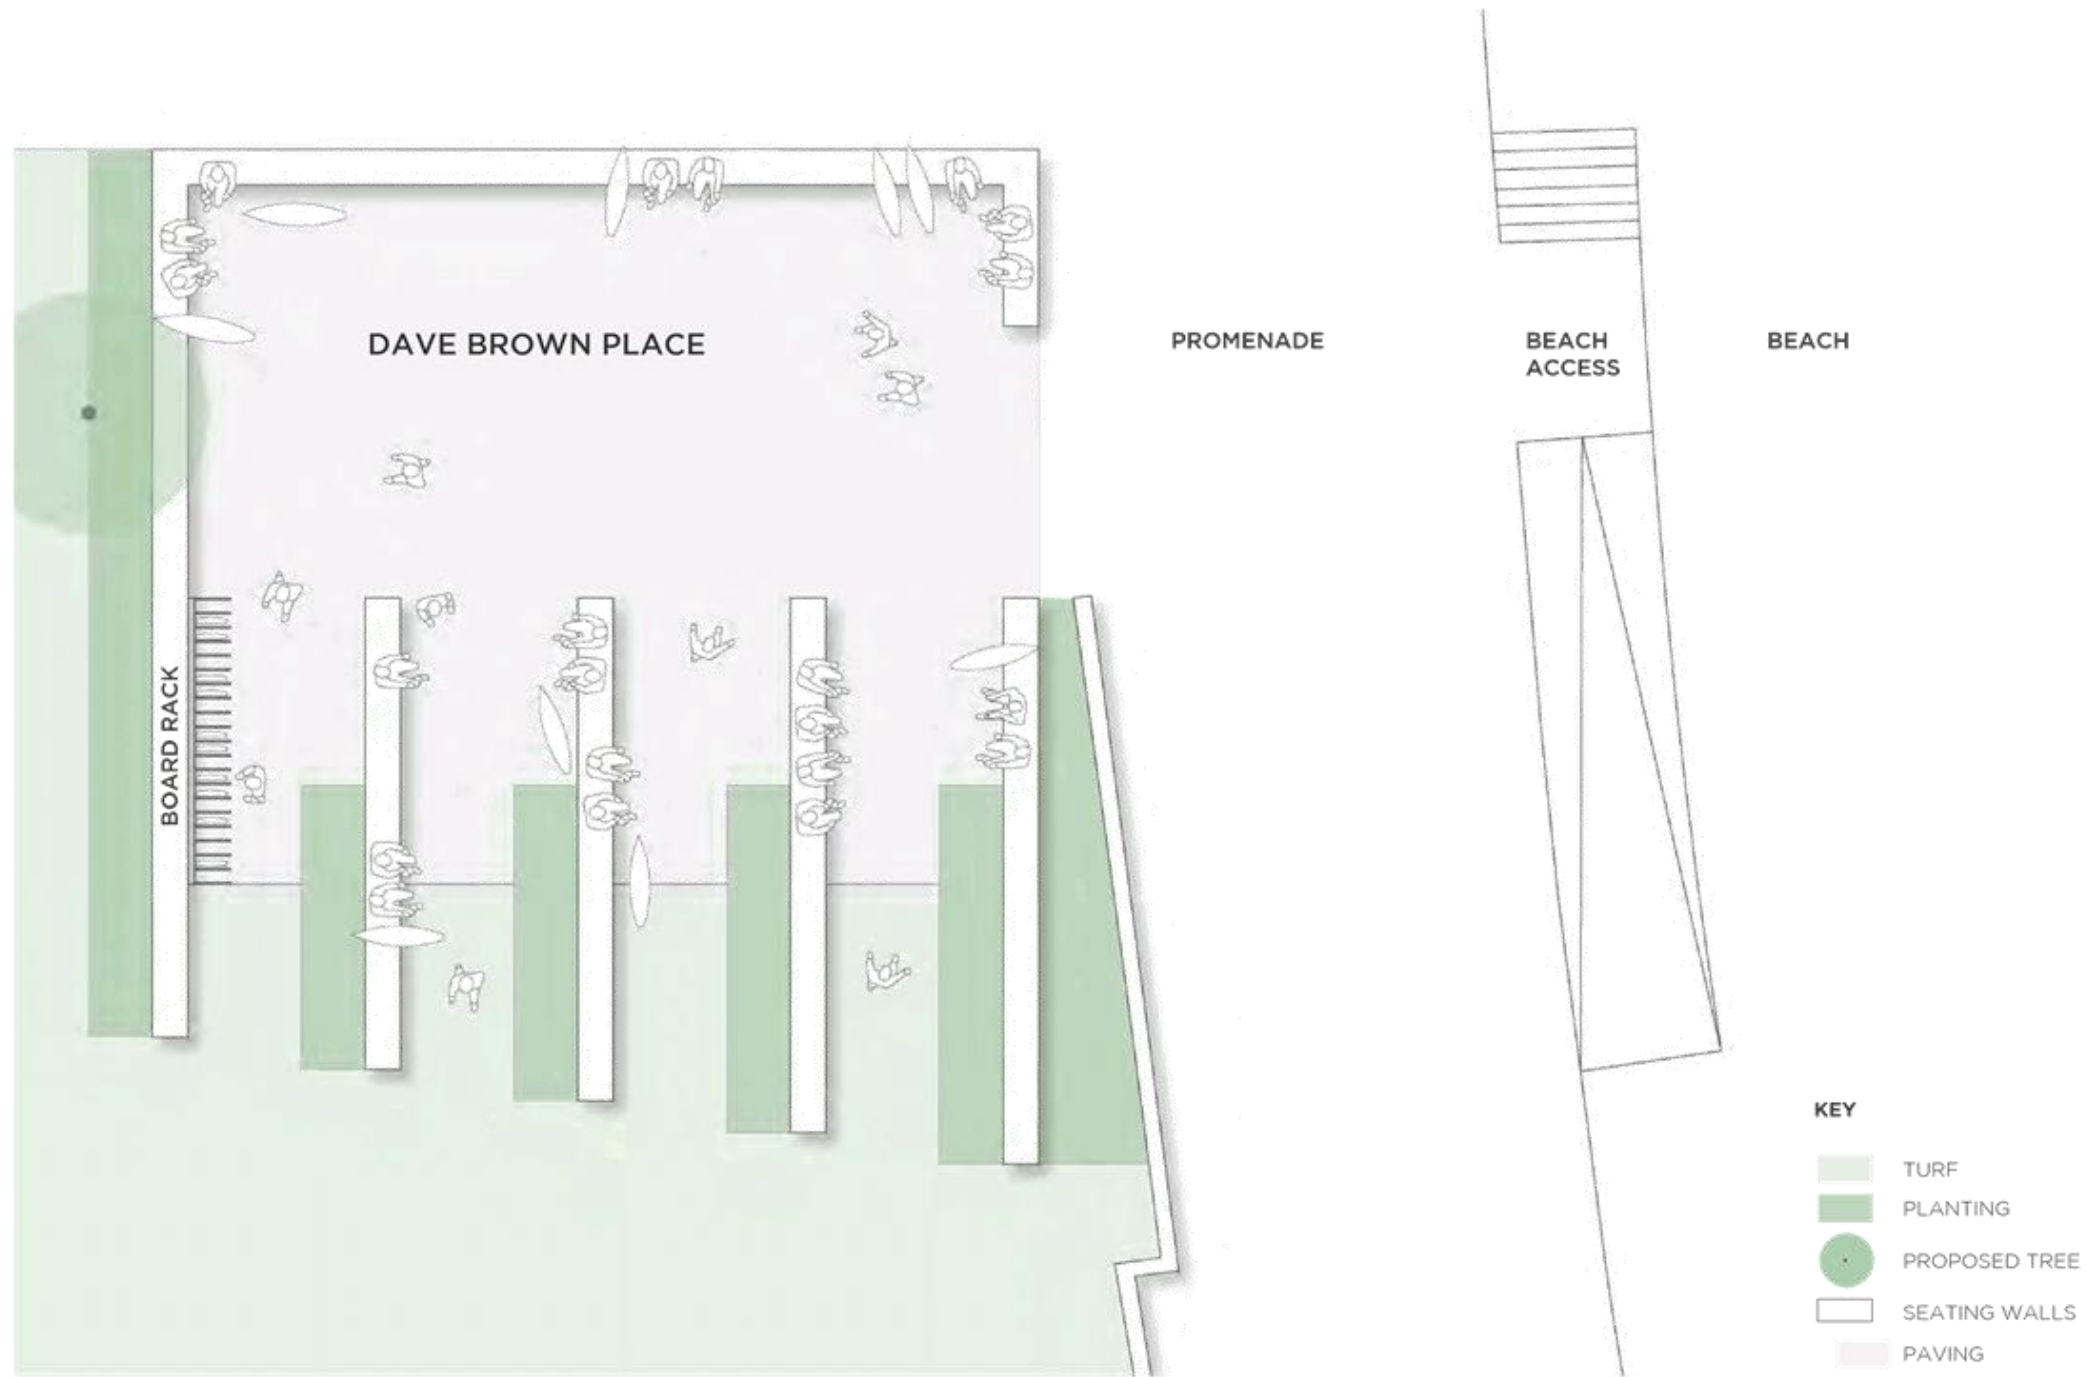 DAVE BROWN PLACE
PROMENADE
BEACH
ACCESS
BEACH
BOARD RACK
KEY
TURF
PLANTING
PROPOSED TREE
SEATING WALLS
PAVING